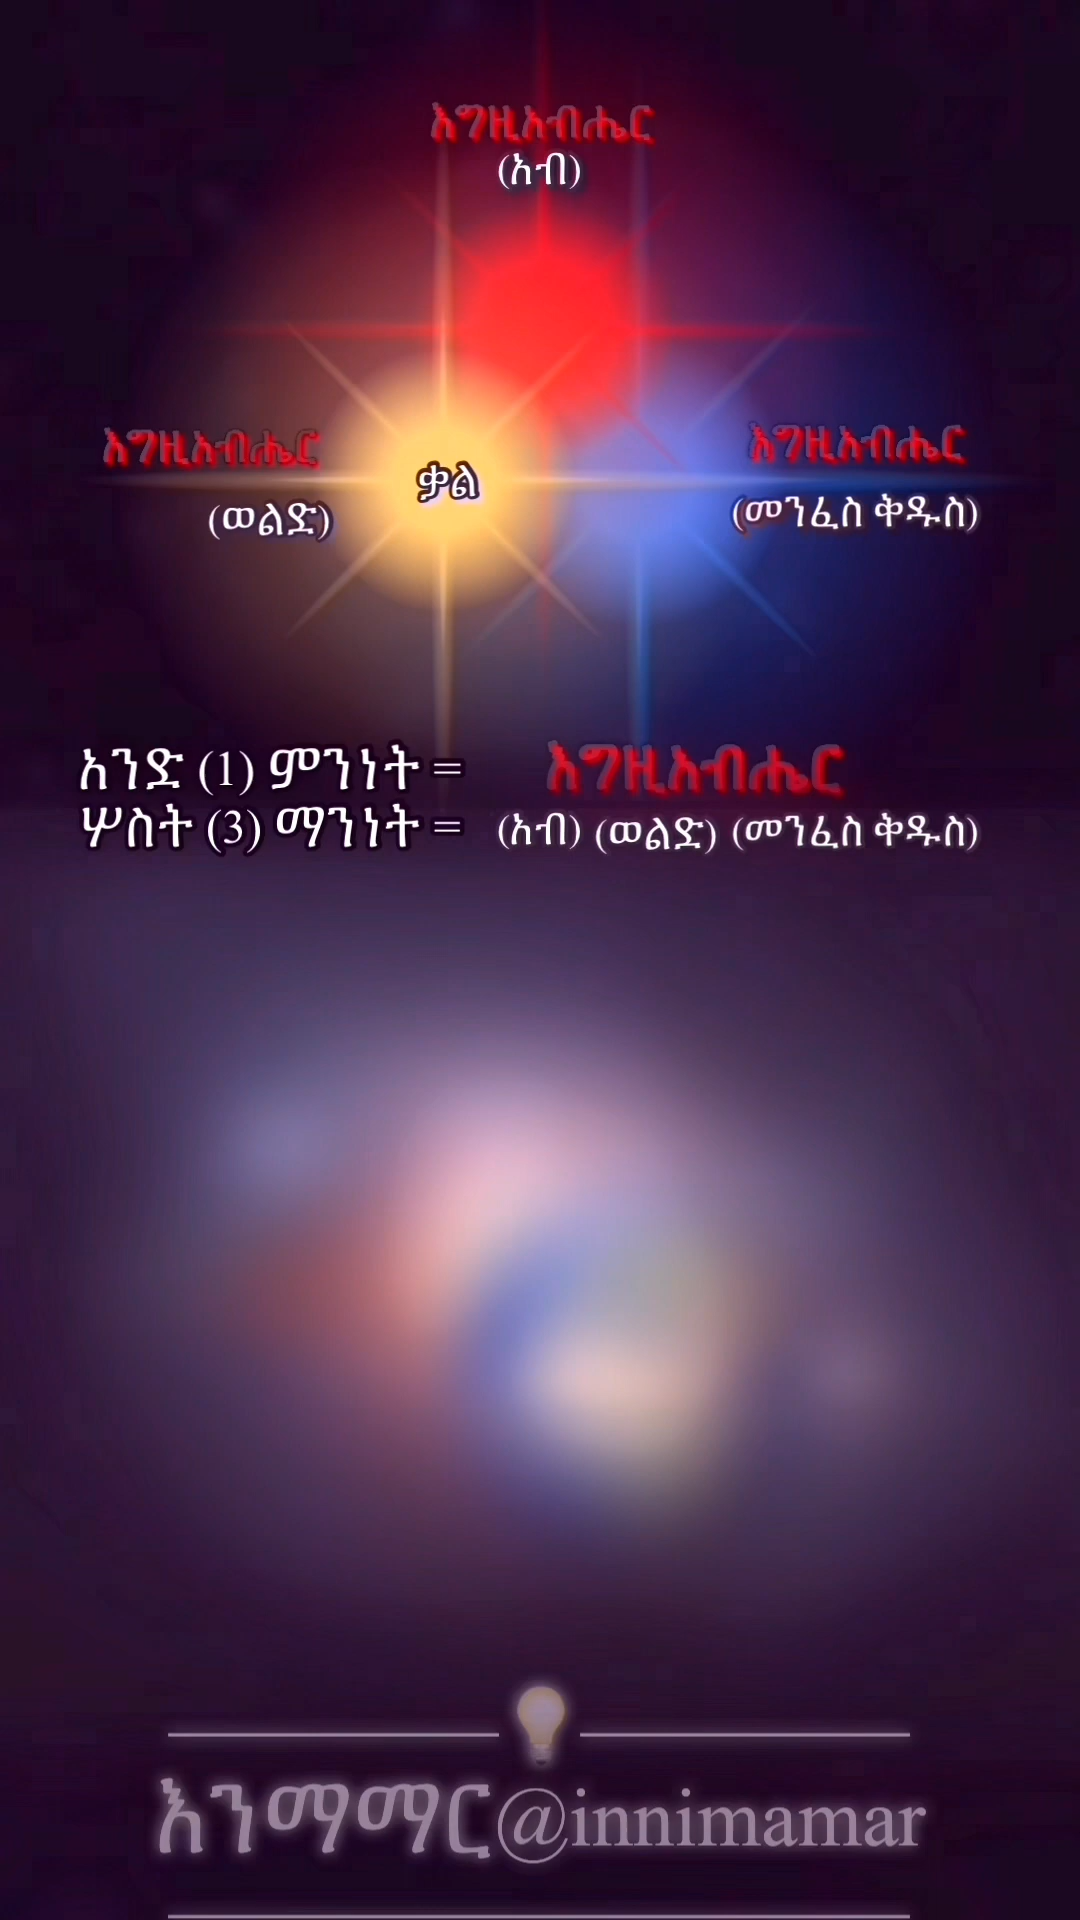 እግዚአብሔር
(አብ)
እግዚአብሔር
(ወልድ)
ቃል
እግዚአብሔር
(መንፈስ ቅዱስ)
አንድ (1) ምንነት = እግዚአብሔር
ሦስት (3) ማንነት = (አብ) (ወልድ) (መንፈስ ቅዱስ)
እንማማር@innimamar